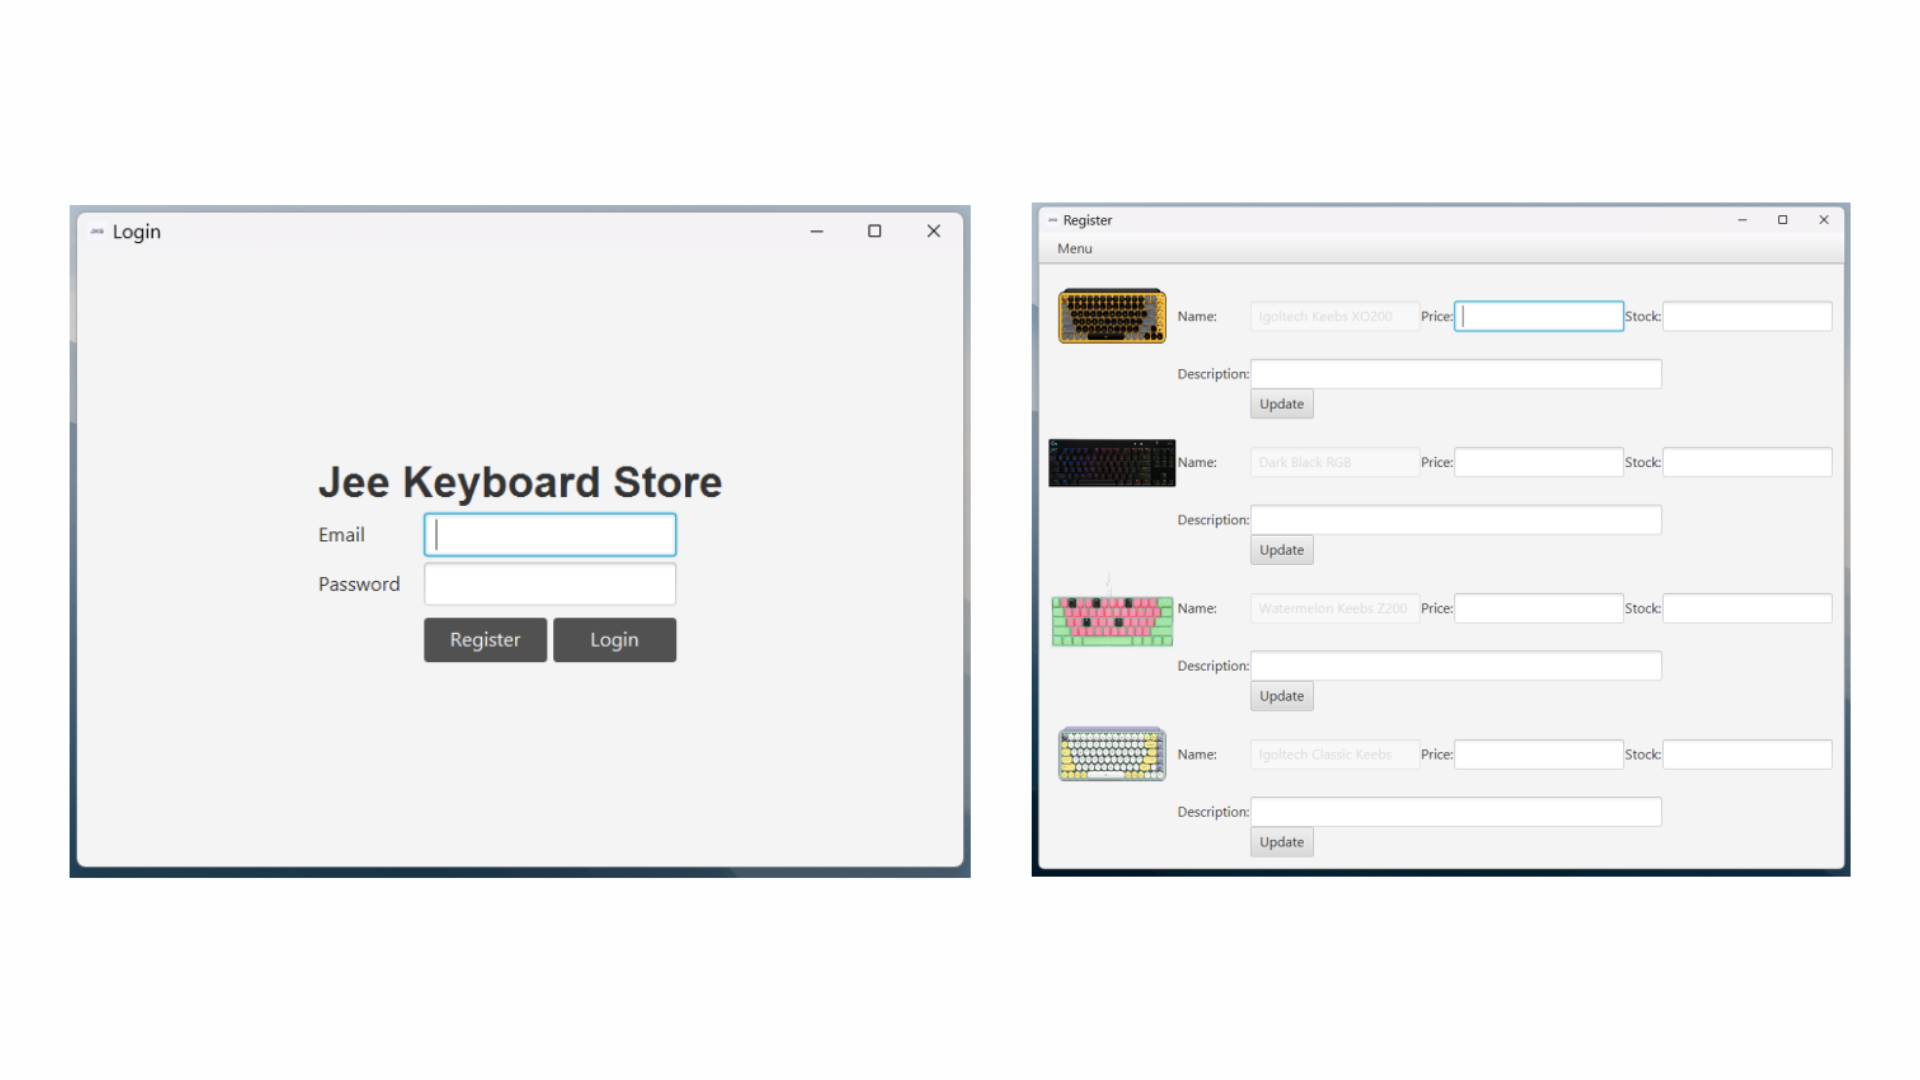 Login
Jee Keyboard Store
Email
Password
Register Login
Register
Menu
Name: Igoltech Keebs XO200 Price: Stock:
Description:
Update
Name: Dark Black RGB Price: Stock:
Description:
Update
Name: Watermelon Keebs Z200 Price: Stock:
Description:
Update
Name: Igoltech Classic Keebs Price: Stock:
Description:
Update